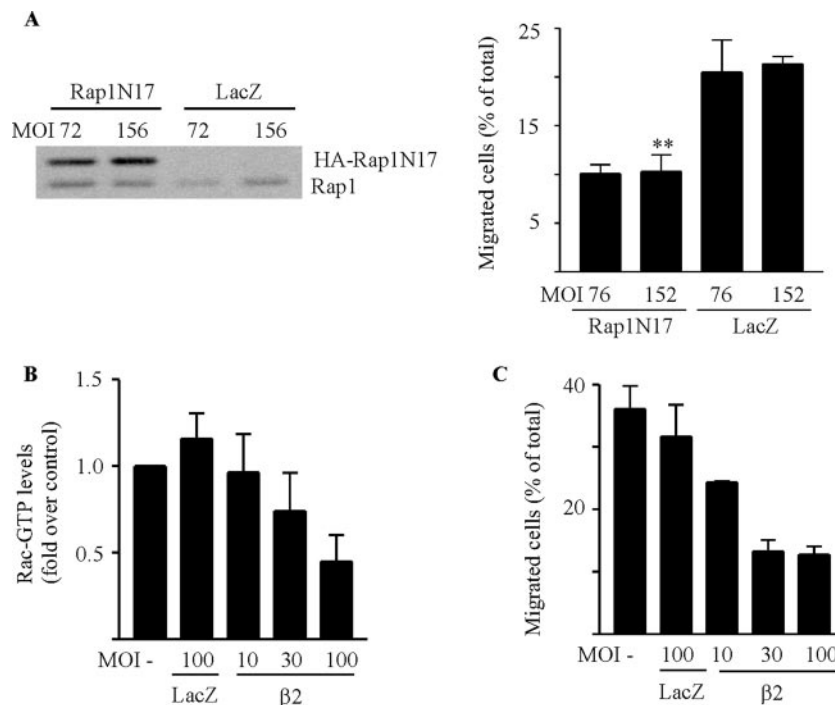 A
Rap1N17 LacZ
MOI 72 156 72 156
HA-Rap1N17
Rap1
Migrated cells (% of total)
25
15
5
**
MOI 76 152 76 152
Rap1N17 LacZ
B
Rac-GTP levels
(fold over control)
1.5
1.0
0.5
MOI - 100 10 30 100
LacZ β2
C
Migrated cells (% of total)
40
20
MOI - 100 10 30 100
LacZ β2